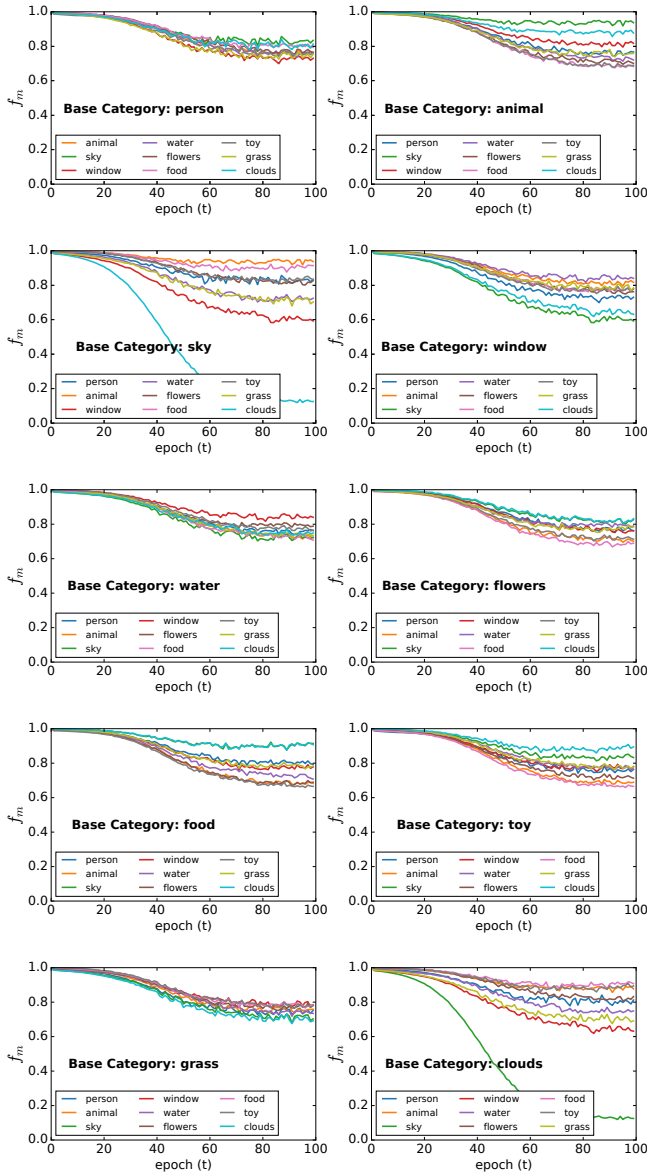 1.0
0.8
0.6
0.4
0.2
0.0
f_m
Base Category: person
animal water toy
sky flowers grass
window food clouds
0 20 40 60 80 100
epoch (t)
1.0
0.8
0.6
0.4
0.2
0.0
f_m
Base Category: animal
person water toy
sky flowers grass
window food clouds
0 20 40 60 80 100
epoch (t)
1.0
0.8
0.6
0.4
0.2
0.0
f_m
Base Category: sky
person water toy
animal flowers grass
window food clouds
0 20 40 60 80 100
epoch (t)
1.0
0.8
0.6
0.4
0.2
0.0
f_m
Base Category: window
person water toy
animal flowers grass
sky food clouds
0 20 40 60 80 100
epoch (t)
1.0
0.8
0.6
0.4
0.2
0.0
f_m
Base Category: water
person window toy
animal flowers grass
sky food clouds
0 20 40 60 80 100
epoch (t)
1.0
0.8
0.6
0.4
0.2
0.0
f_m
Base Category: flowers
person window toy
animal water grass
sky food clouds
0 20 40 60 80 100
epoch (t)
1.0
0.8
0.6
0.4
0.2
0.0
f_m
Base Category: food
person window toy
animal water grass
sky flowers clouds
0 20 40 60 80 100
epoch (t)
1.0
0.8
0.6
0.4
0.2
0.0
f_m
Base Category: toy
person window food
animal water grass
sky flowers clouds
0 20 40 60 80 100
epoch (t)
1.0
0.8
0.6
0.4
0.2
0.0
f_m
Base Category: grass
person window food
animal water toy
sky flowers clouds
0 20 40 60 80 100
epoch (t)
1.0
0.8
0.6
0.4
0.2
0.0
f_m
Base Category: clouds
person window food
animal water toy
sky flowers grass
0 20 40 60 80 100
epoch (t)